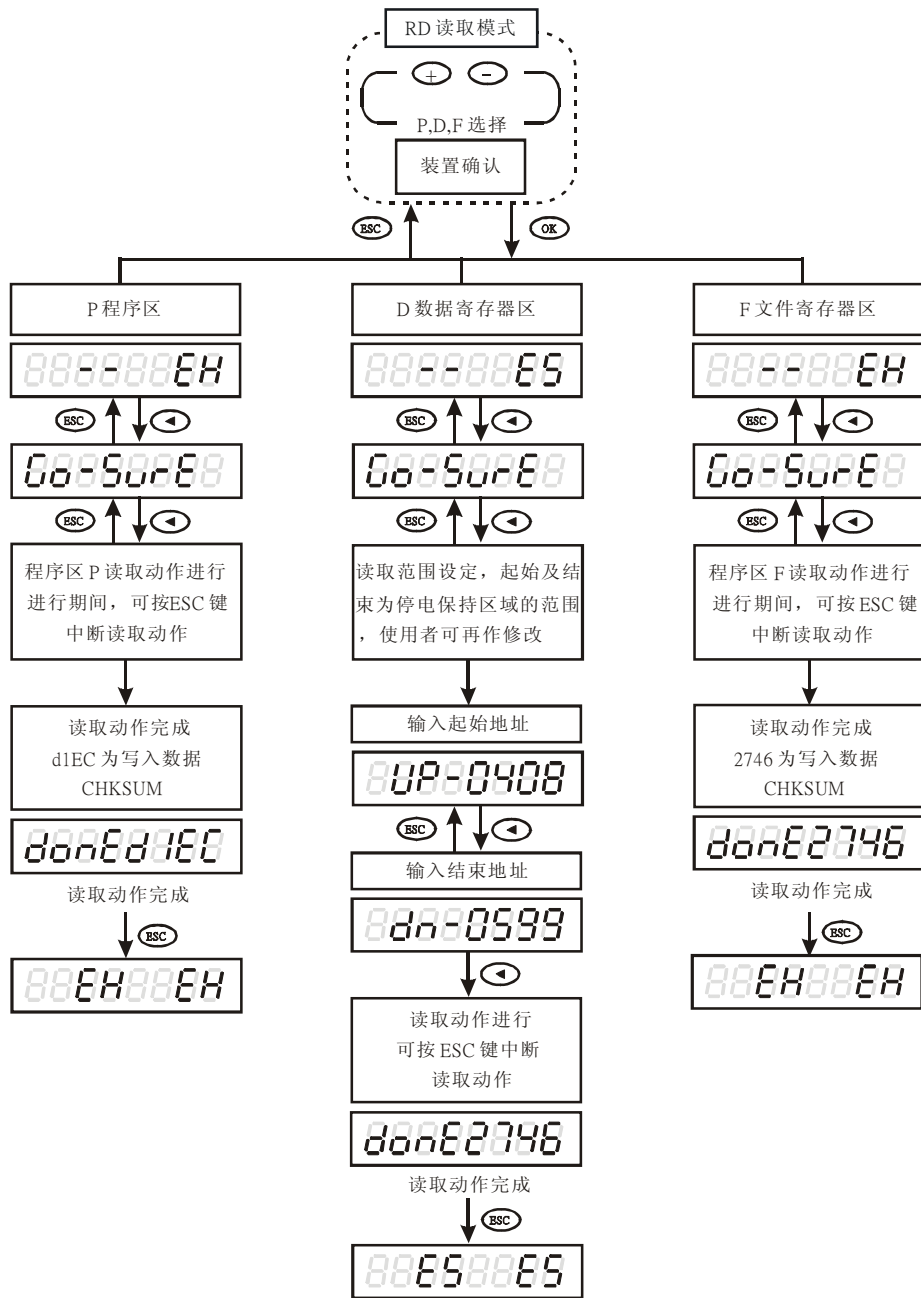 RD 读取模式
+ -
P,D,F 选择
装置确认
ESC OK
P 程序区
-- EH
ESC ◄
Go-SurE
ESC ◄
程序区 P 读取动作进行
进行期间，可按ESC 键
中断读取动作
读取动作完成
d1EC 为写入数据
CHKSUM
donEd1EC
读取动作完成
ESC
EH EH
D 数据寄存器区
-- ES
ESC ◄
Go-SurE
ESC ◄
读取范围设定，起始及结
束为停电保持区域的范围
，使用者可再作修改
输入起始地址
UP-0408
ESC ◄
输入结束地址
dn-0599
◄
读取动作进行
可按 ESC 键中断
读取动作
donE2746
读取动作完成
ESC
ES ES
F 文件寄存器区
-- EH
ESC ◄
Go-SurE
ESC ◄
程序区 F 读取动作进行
进行期间，可按 ESC 键
中断读取动作
读取动作完成
2746 为写入数据
CHKSUM
donE2746
读取动作完成
ESC
EH EH